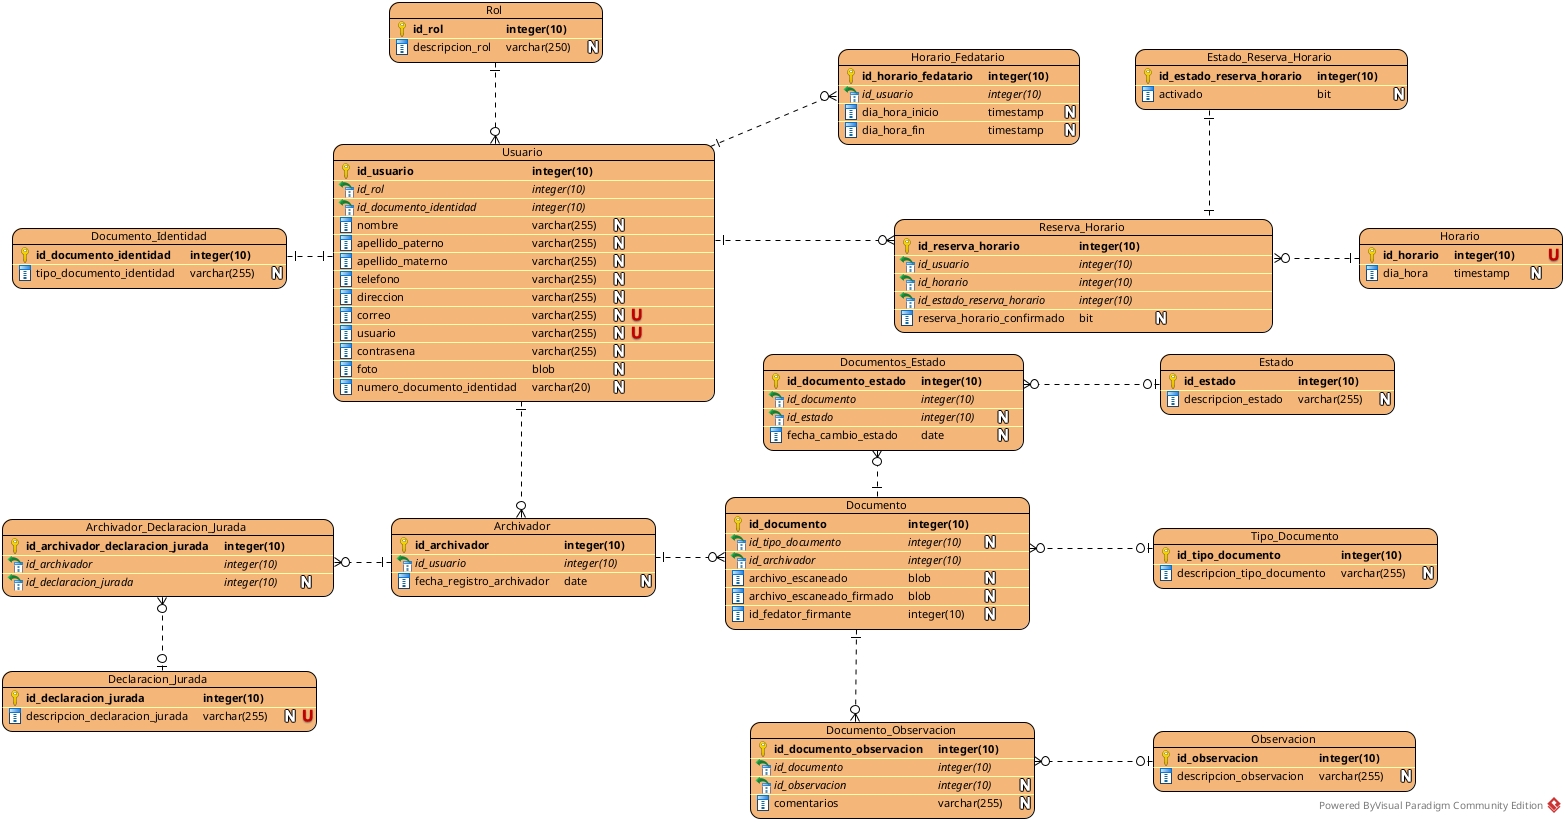 Rol
id_rol integer(10)
descripcion_rol varchar(250) N
Horario_Fedatario
id_horario_fedatario integer(10)
id_usuario integer(10)
dia_hora_inicio timestamp N
dia_hora_fin timestamp N
Estado_Reserva_Horario
id_estado_reserva_horario integer(10)
activado bit N
Usuario
id_usuario integer(10)
id_rol integer(10)
id_documento_identidad integer(10)
nombre varchar(255) N
apellido_paterno varchar(255) N
apellido_materno varchar(255) N
telefono varchar(255) N
direccion varchar(255) N
correo varchar(255) N U
usuario varchar(255) N U
contrasena varchar(255) N
foto blob N
numero_documento_identidad varchar(20) N
Documento_Identidad
id_documento_identidad integer(10)
tipo_documento_identidad varchar(255) N
Reserva_Horario
id_reserva_horario integer(10)
id_usuario integer(10)
id_horario integer(10)
id_estado_reserva_horario integer(10)
reserva_horario_confirmado bit N
Horario
id_horario integer(10) U
dia_hora timestamp N
Documentos_Estado
id_documento_estado integer(10)
id_documento integer(10)
id_estado integer(10) N
fecha_cambio_estado date N
Estado
id_estado integer(10)
descripcion_estado varchar(255) N
Archivador_Declaracion_Jurada
id_archivador_declaracion_jurada integer(10)
id_archivador integer(10)
id_declaracion_jurada integer(10) N
Archivador
id_archivador integer(10)
id_usuario integer(10)
fecha_registro_archivador date N
Documento
id_documento integer(10)
id_tipo_documento integer(10) N
id_archivador integer(10)
archivo_escaneado blob N
archivo_escaneado_firmado blob N
id_fedator_firmante integer(10) N
Tipo_Documento
id_tipo_documento integer(10)
descripcion_tipo_documento varchar(255) N
Declaracion_Jurada
id_declaracion_jurada integer(10)
descripcion_declaracion_jurada varchar(255) N U
Documento_Observacion
id_documento_observacion integer(10)
id_documento integer(10)
id_observacion integer(10) N
comentarios varchar(255) N
Observacion
id_observacion integer(10)
descripcion_observacion varchar(255) N
Powered ByVisual Paradigm Community Edition